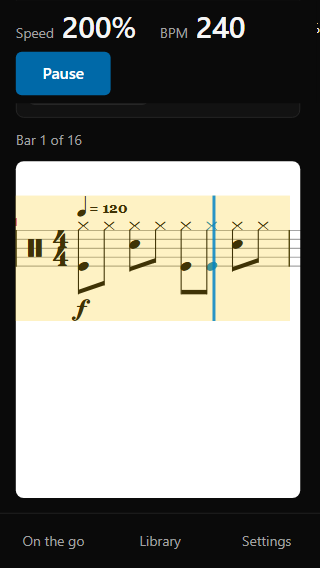 Speed 200% BPM 240
Pause
Bar 1 of 16
♩ = 120
4
4
f
On the go Library Settings